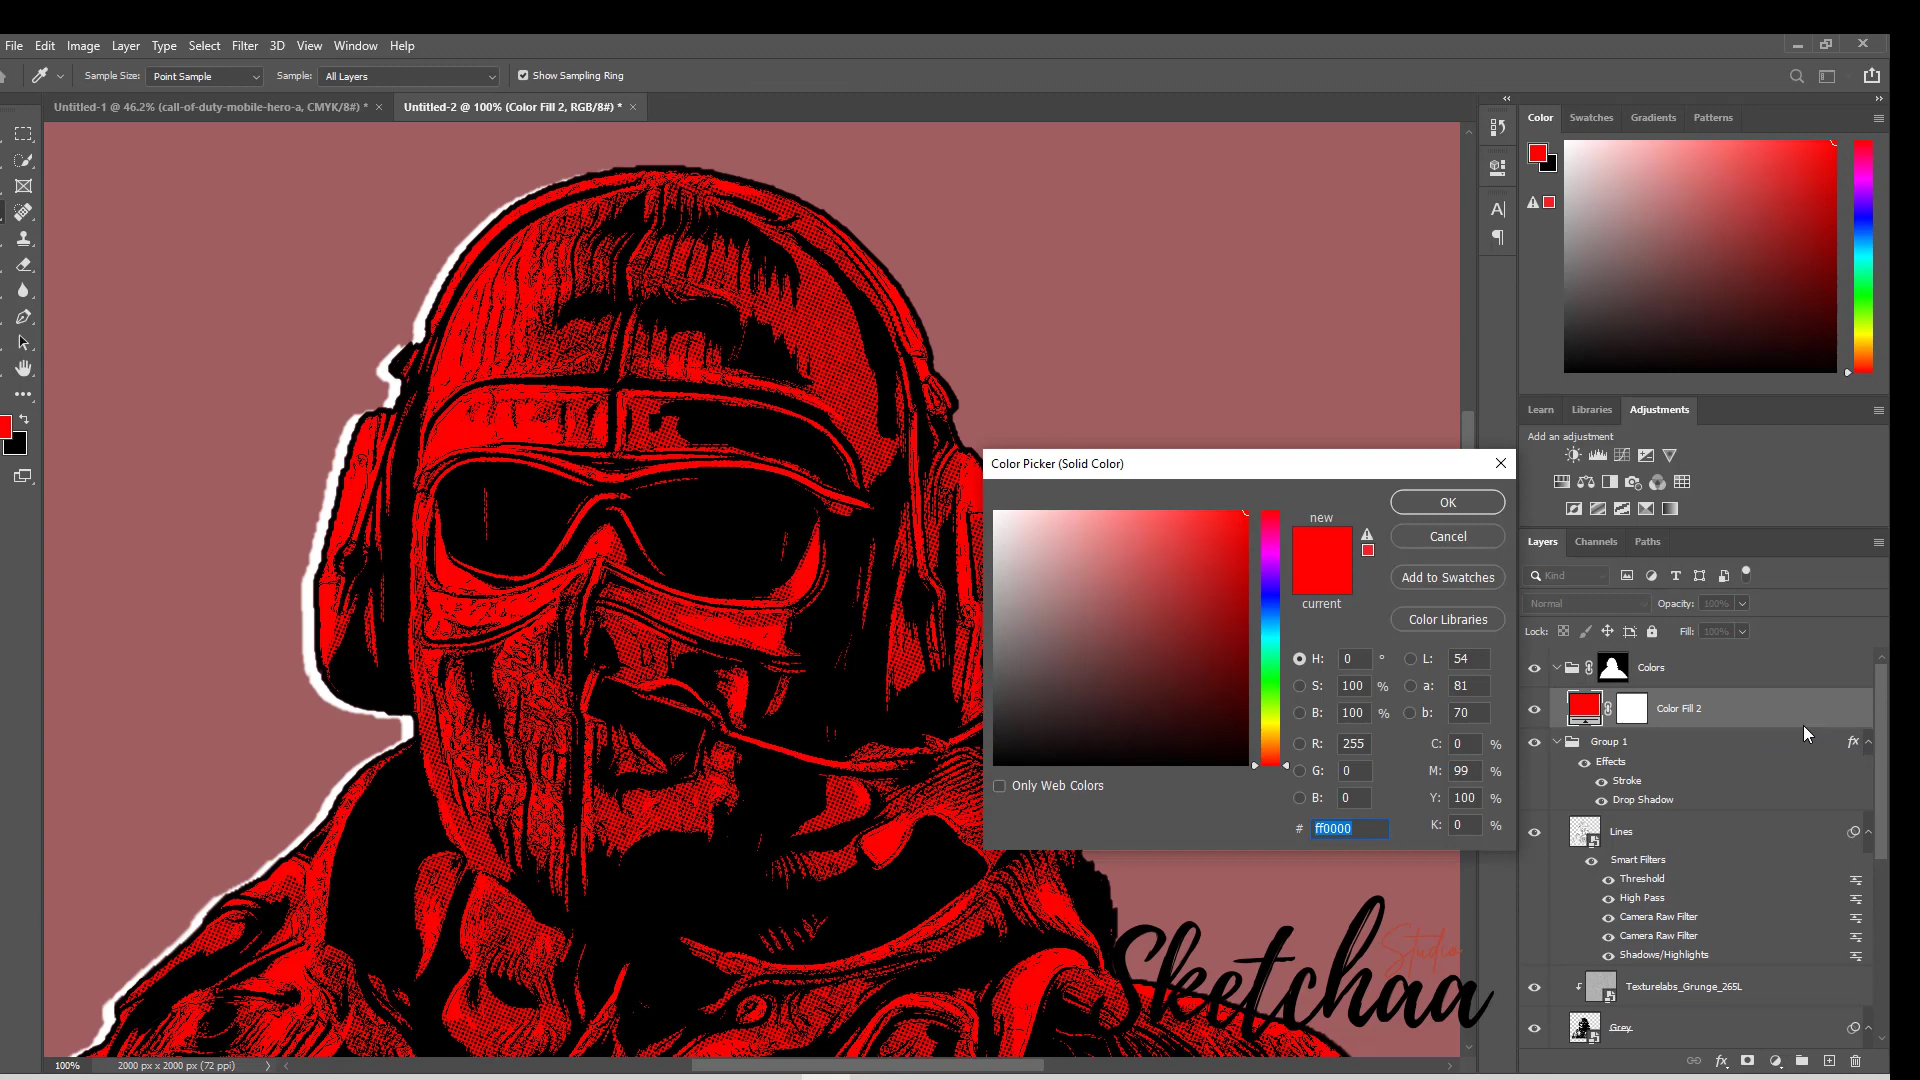 File Edit Image Layer Type Select Filter 3D View Window Help
Sample Size: Point Sample Sample: All Layers Show Sampling Ring
Untitled-1 @ 46.2% (call-of-duty-mobile-hero-a, CMYK/8#) * Untitled-2 @ 100% (Color Fill 2, RGB/8#) *
Color Swatches Gradients Patterns
Learn Libraries Adjustments
Add an adjustment
Color Picker (Solid Color)
new
current
OK
Cancel
Add to Swatches
Color Libraries
H: 0 ° L: 54
S: 100 % a: 81
B: 100 % b: 70
R: 255 C: 0 %
G: 0 M: 99 %
B: 0 Y: 100 %
# ff0000 K: 0 %
Only Web Colors
Layers Channels Paths
Kind
Normal Opacity: 100%
Lock: Fill: 100%
Colors
Color Fill 2
Group 1 fx
Effects
Stroke
Drop Shadow
Lines
Smart Filters
Threshold
High Pass
Camera Raw Filter
Camera Raw Filter
Shadows/Highlights
Texturelabs_Grunge_265L
Grey
Sketchaa
Studio
100% 2000 px x 2000 px (72 ppi)